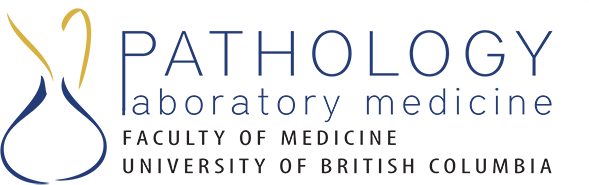 PATHOLOGY
laboratory medicine
FACULTY OF MEDICINE
UNIVERSITY OF BRITISH COLUMBIA